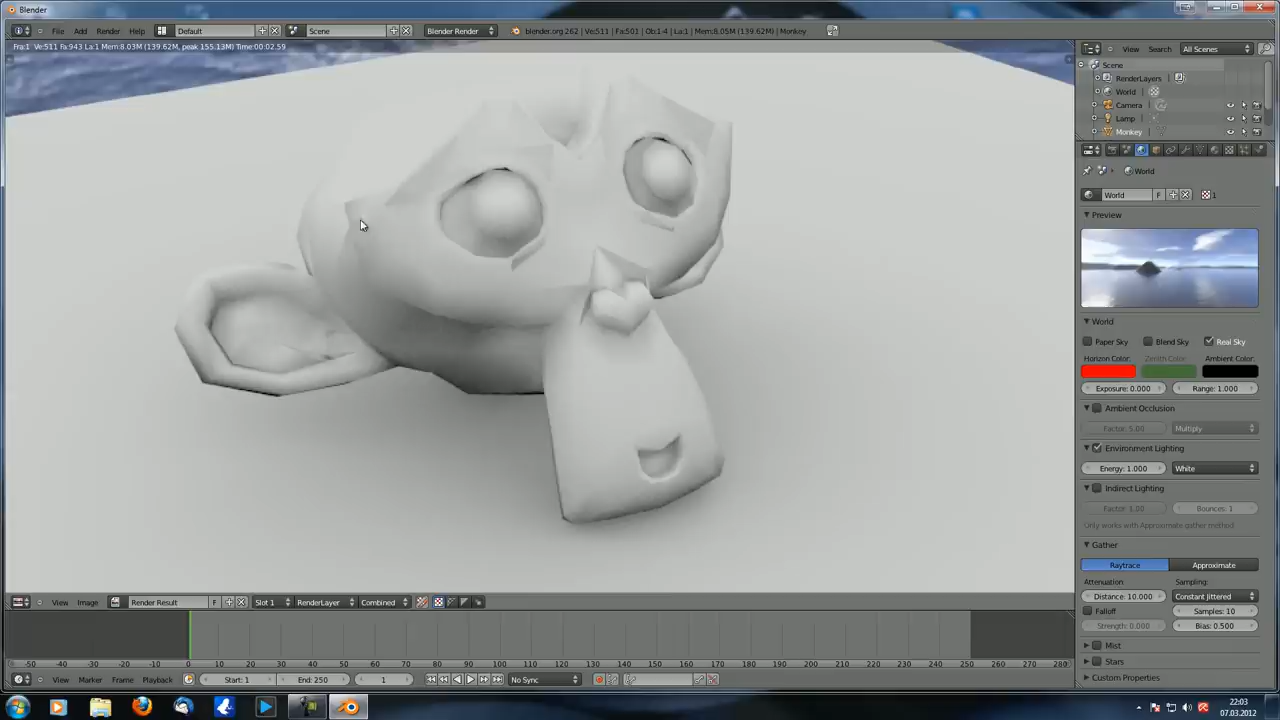 Blender
File Add Render Help Default Scene Blender Render blender.org 262 | Ve:511 | Fa:501 | Ob:1-4 | La:1 | Mem:8.05M (139.62M) | Monkey
Fra:1 Ve:511 Fa:943 La:1 Mem:8.03M (139.62M, peak 155.13M) Time:00:02.59
View Search All Scenes
Scene
RenderLayers
World
Camera
Lamp
Monkey
World
World F 1
Preview
World
Paper Sky Blend Sky Real Sky
Horizon Color: Zenith Color: Ambient Color:
Exposure: 0.000 Range: 1.000
Ambient Occlusion
Factor: 5.00 Multiply
Environment Lighting
Energy: 1.000 White
Indirect Lighting
Factor: 1.00 Bounces: 1
Only works with Approximate gather method
Gather
Raytrace Approximate
Attenuation: Sampling:
Distance: 10.000 Constant Jittered
Falloff Samples: 10
Strength: 0.000 Bias: 0.500
Mist
Stars
Custom Properties
View Image Render Result F Slot 1 RenderLayer Combined
-50 -40 -30 -20 -10 0 10 20 30 40 50 60 70 80 90 100 110 120 130 140 150 160 170 180 190 200 210 220 230 240 250 260 270 280
View Marker Frame Playback Start: 1 End: 250 1 No Sync
22:03
07.03.2012